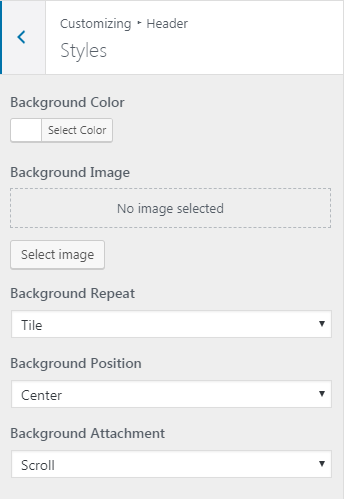 Customizing ▸ Header
Styles
Background Color
Select Color
Background Image
No image selected
Select image
Background Repeat
Tile
Background Position
Center
Background Attachment
Scroll